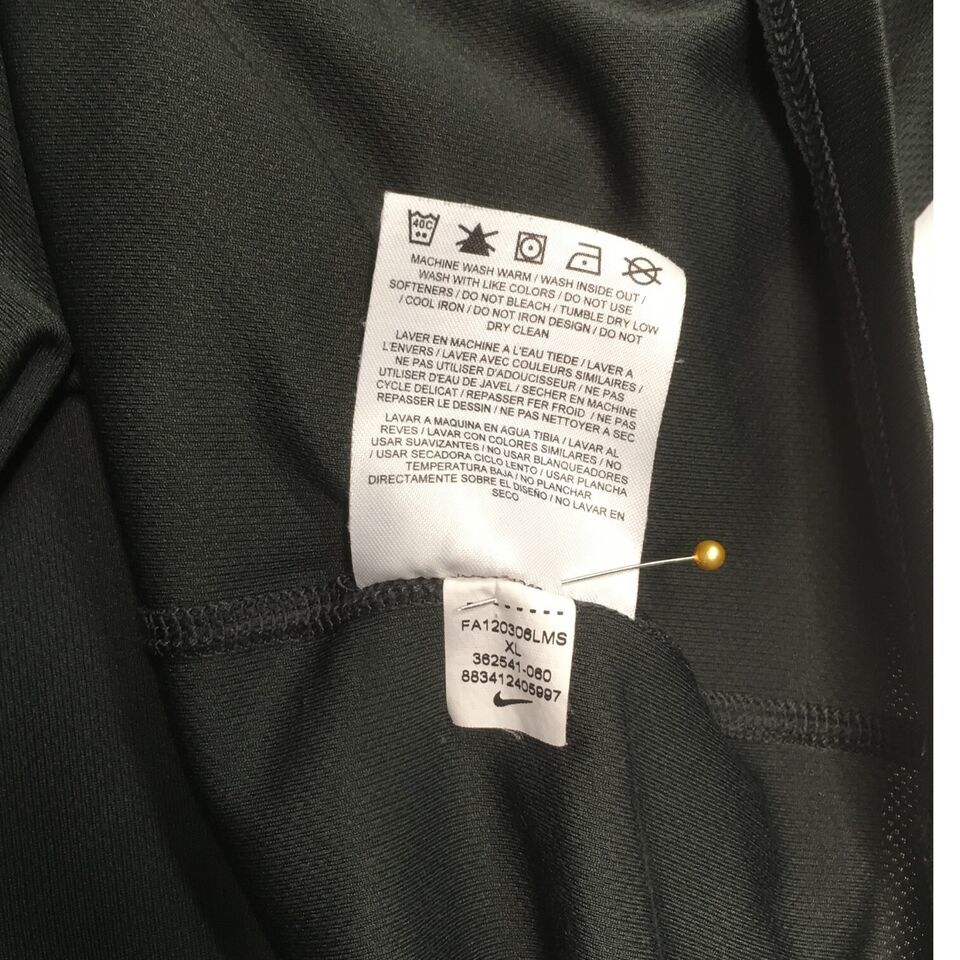 40C
MACHINE WASH WARM / WASH INSIDE OUT /
WASH WITH LIKE COLORS / DO NOT USE
SOFTENERS / DO NOT BLEACH / TUMBLE DRY LOW
/ COOL IRON / DO NOT IRON DESIGN / DO NOT
DRY CLEAN
LAVER EN MACHINE A L'EAU TIEDE / LAVER A
L'ENVERS / LAVER AVEC COULEURS SIMILAIRES /
NE PAS UTILISER D'ADOUCISSEUR / NE PAS
UTILISER D'EAU DE JAVEL / SECHER EN MACHINE
CYCLE DELICAT / REPASSER FER FROID / NE PAS
REPASSER LE DESSIN / NE PAS NETTOYER A SEC
LAVAR A MAQUINA EN AGUA TIBIA / LAVAR AL
REVES / LAVAR CON COLORES SIMILARES / NO
USAR SUAVIZANTES / NO USAR BLANQUEADORES
/ USAR SECADORA CICLO LENTO / USAR PLANCHA
TEMPERATURA BAJA / NO PLANCHAR
DIRECTAMENTE SOBRE EL DISEÑO / NO LAVAR EN
SECO
FA120306LMS
XL
362541-060
883412405997